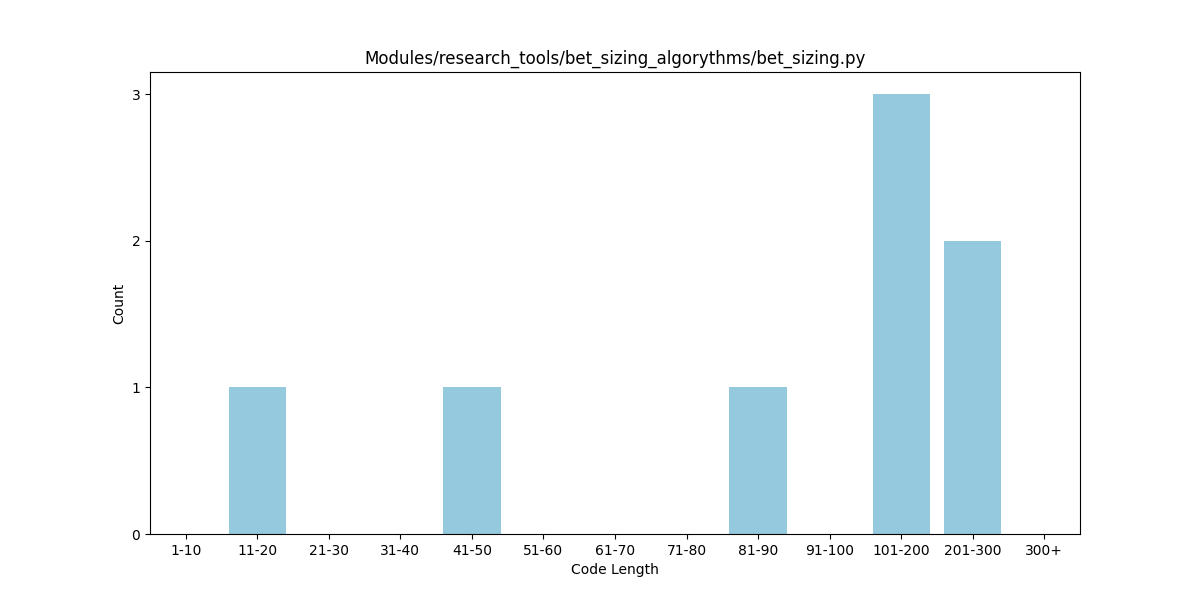 Modules/research_tools/bet_sizing_algorythms/bet_sizing.py
3
2
1
0
Count
1-10 11-20 21-30 31-40 41-50 51-60 61-70 71-80 81-90 91-100 101-200 201-300 300+
Code Length